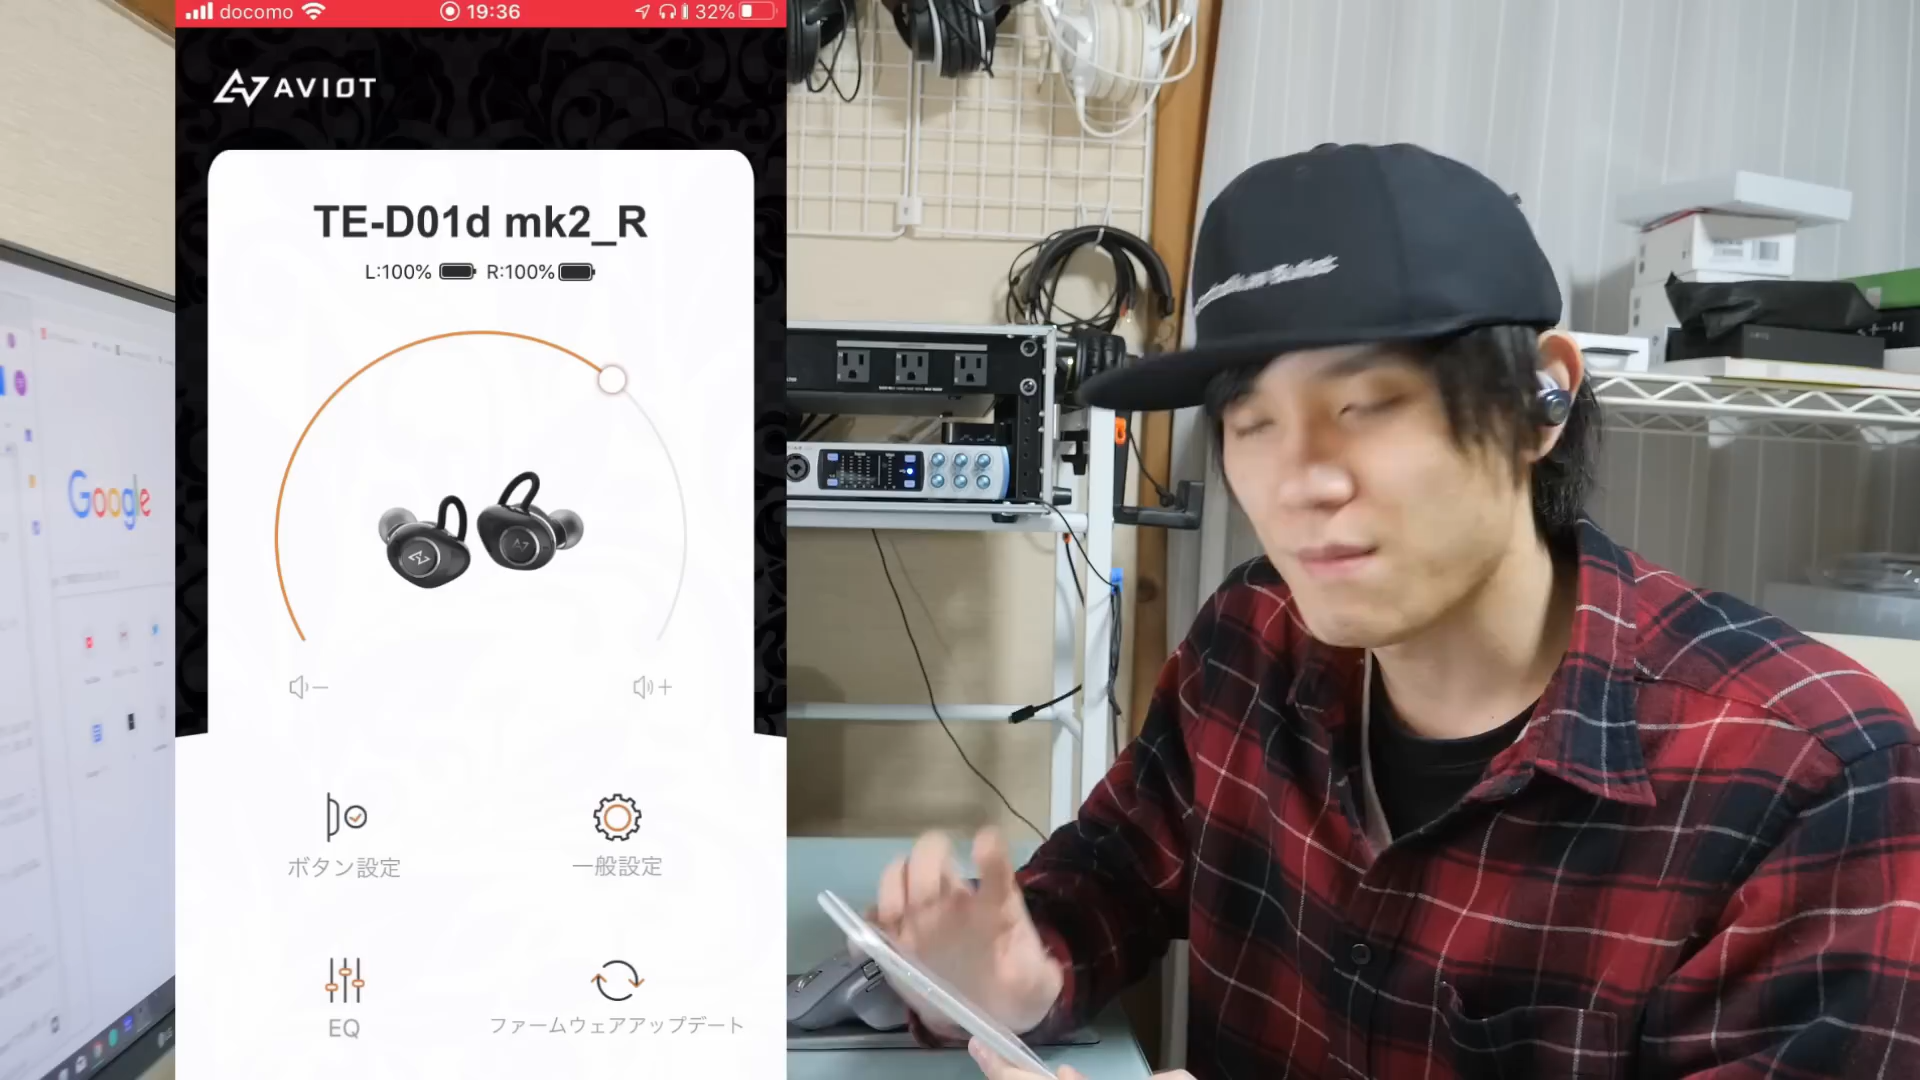 docomo 19:36 32%
AVIOT
TE-D01d mk2_R
L:100% R:100%
ボタン設定
一般設定
EQ
ファームウェアアップデート
Google